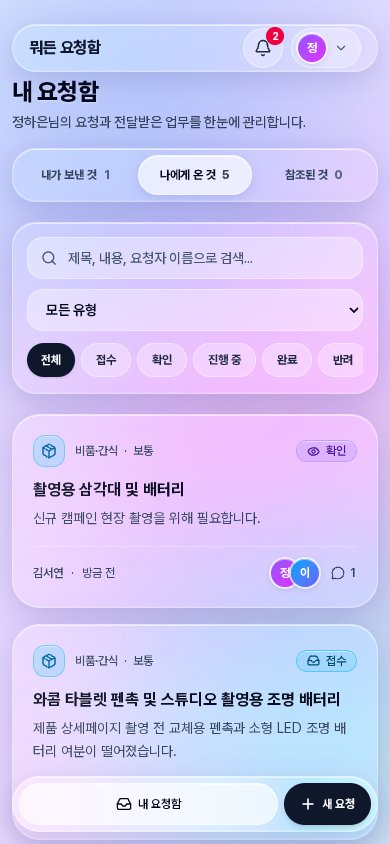 뭐든 요청함
2
정
내 요청함
정하은님의 요청과 전달받은 업무를 한눈에 관리합니다.
내가 보낸 것 1
나에게 온 것 5
참조된 것 0
제목, 내용, 요청자 이름으로 검색...
모든 유형
전체
접수
확인
진행 중
완료
반려
비품·간식 · 보통
확인
촬영용 삼각대 및 배터리
신규 캠페인 현장 촬영을 위해 필요합니다.
김서연 · 방금 전
정
이
1
비품·간식 · 보통
접수
와콤 타블렛 펜촉 및 스튜디오 촬영용 조명 배터리
제품 상세페이지 촬영 전 교체용 펜촉과 소형 LED 조명 배
터리 여분이 떨어졌습니다.
내 요청함
새 요청